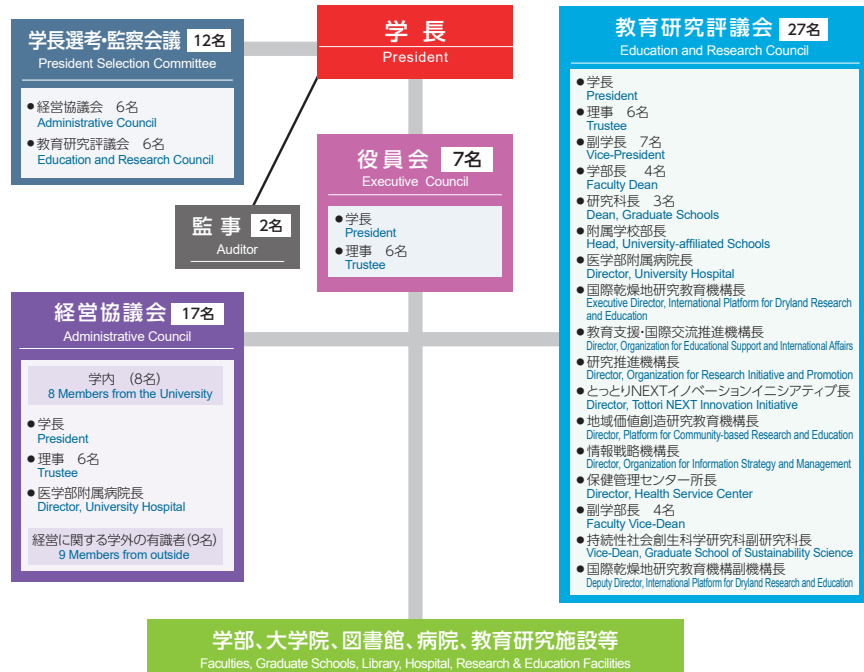 学長選考・監察会議 12名
President Selection Committee
●経営協議会 6名
Administrative Council
●教育研究評議会 6名
Education and Research Council
学長
President
監事 2名
Auditor
役員会 7名
Executive Council
●学長
President
●理事 6名
Trustee
経営協議会 17名
Administrative Council
学内 (8名)
8 Members from the University
●学長
President
●理事 6名
Trustee
●医学部附属病院長
Director, University Hospital
経営に関する学外の有識者(9名)
9 Members from outside
教育研究評議会 27名
Education and Research Council
●学長
President
●理事 6名
Trustee
●副学長 7名
Vice-President
●学部長 4名
Faculty Dean
●研究科長 3名
Dean, Graduate Schools
●附属学校部長
Head, University-affiliated Schools
●医学部附属病院長
Director, University Hospital
●国際乾燥地研究教育機構長
Executive Director, International Platform for Dryland Research
and Education
●教育支援・国際交流推進機構長
Director, Organization for Educational Support and International Affairs
●研究推進機構長
Director, Organization for Research Initiative and Promotion
●とっとりNEXTイノベーションイニシアティブ長
Director, Tottori NEXT Innovation Initiative
●地域価値創造研究教育機構長
Director, Platform for Community-based Research and Education
●情報戦略機構長
Director, Organization for Information Strategy and Management
●保健管理センター所長
Director, Health Service Center
●副学部長 4名
Faculty Vice-Dean
●持続性社会創生科学研究科副研究科長
Vice-Dean, Graduate School of Sustainability Science
●国際乾燥地研究教育機構副機構長
Deputy Director, International Platform for Dryland Research and Education
学部、大学院、図書館、病院、教育研究施設等
Faculties, Graduate Schools, Library, Hospital, Research & Education Facilities